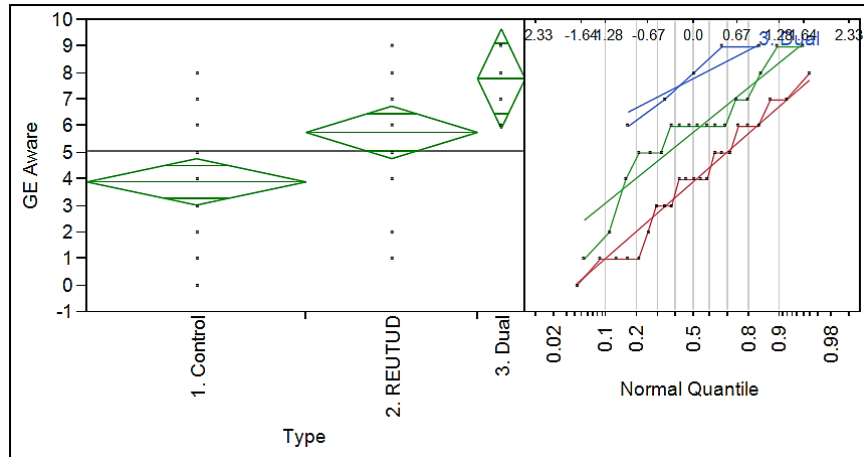 GE Aware
10
9
8
7
6
5
4
3
2
1
0
-1
1. Control
2. REUTUD
3. Dual
Type
2.33 -1.64 1.28 -0.67 0.0 0.67 1.28 1.64 2.33
3. Dual
0.02 0.1 0.2 0.5 0.8 0.9 0.98
Normal Quantile